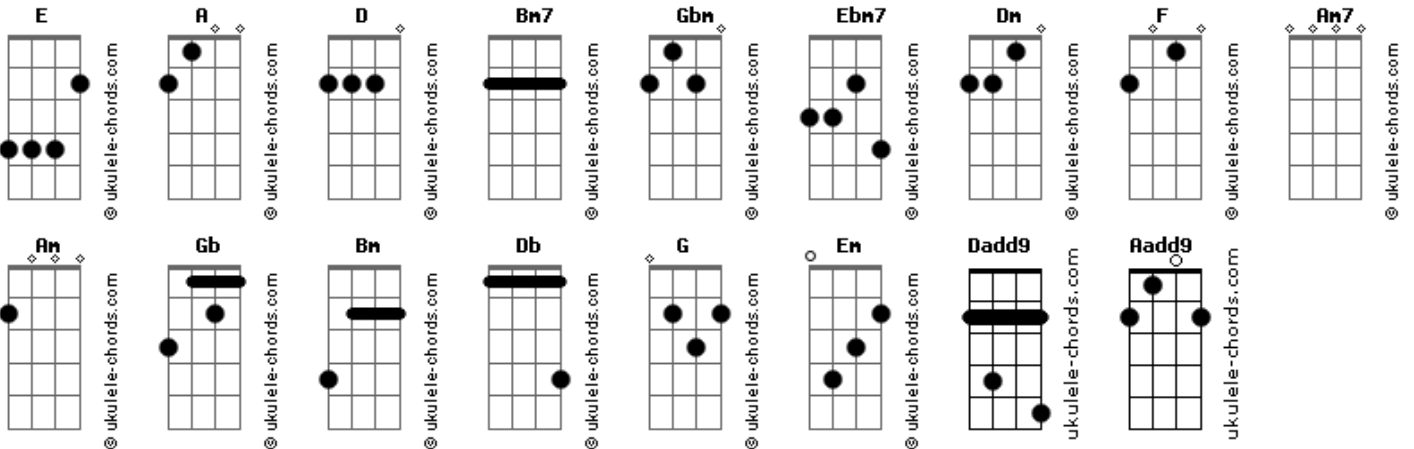 E A D Bm7 Gbm Ebm7 Dm F Am7
© ukulele-chords.com © ukulele-chords.com © ukulele-chords.com © ukulele-chords.com © ukulele-chords.com © ukulele-chords.com © ukulele-chords.com © ukulele-chords.com © ukulele-chords.com
Am Gb Bm Db G Em Dadd9 Aadd9
© ukulele-chords.com © ukulele-chords.com © ukulele-chords.com © ukulele-chords.com © ukulele-chords.com © ukulele-chords.com ukulele-chords.com ukulele-chords.com